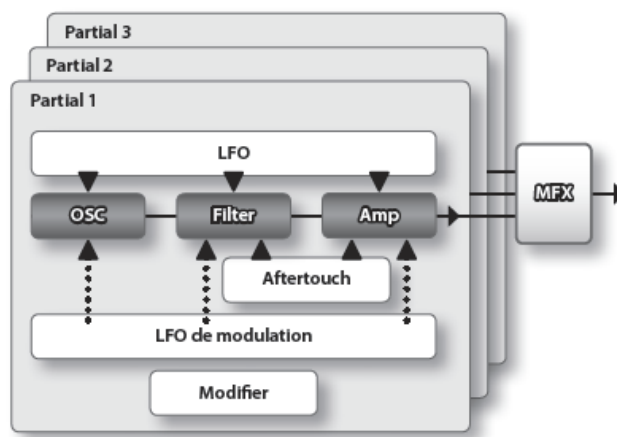 Partial 3
Partial 2
Partial 1
LFO
OSC
Filter
Amp
MFX
Aftertouch
LFO de modulation
Modifier